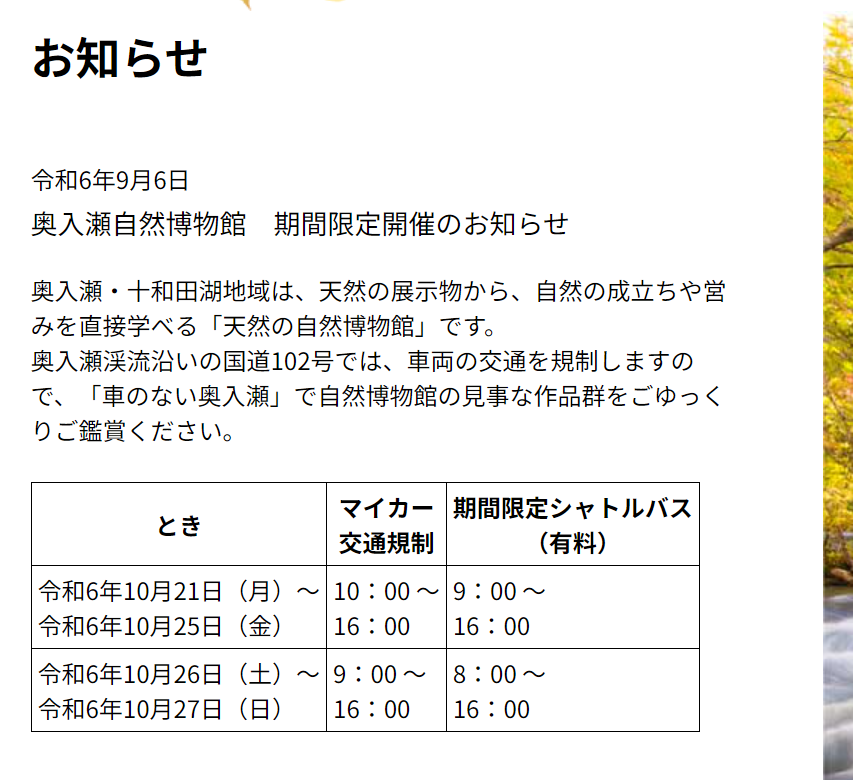 お知らせ
令和6年9月6日
奥入瀬自然博物館　期間限定開催のお知らせ
奥入瀬・十和田湖地域は、天然の展示物から、自然の成立ちや営
みを直接学べる「天然の自然博物館」です。
奥入瀬渓流沿いの国道102号では、車両の交通を規制しますの
で、「車のない奥入瀬」で自然博物館の見事な作品群をごゆっく
りご鑑賞ください。
とき
マイカー
交通規制
期間限定シャトルバス
（有料）
令和6年10月21日（月）～
令和6年10月25日（金）
10：00 ～
16：00
9：00 ～
16：00
令和6年10月26日（土）～
令和6年10月27日（日）
9：00 ～
16：00
8：00 ～
16：00